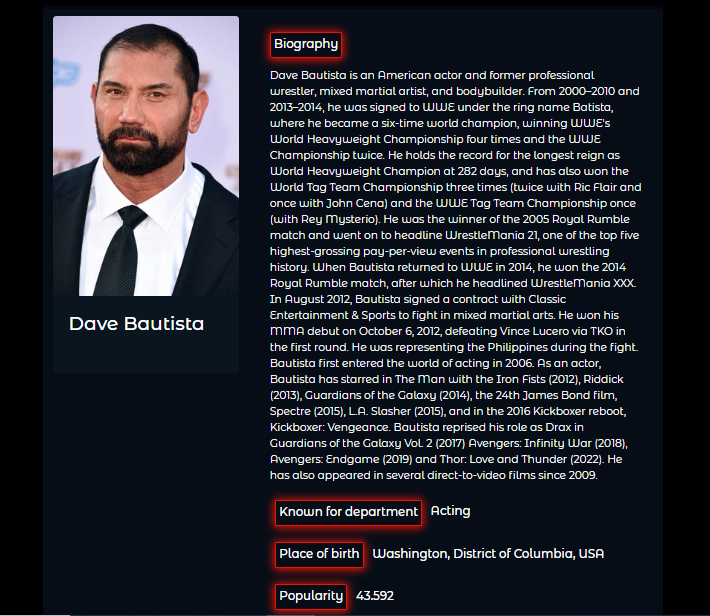 Biography
Dave Bautista is an American actor and former professional
wrestler, mixed martial artist, and bodybuilder. From 2000–2010 and
2013–2014, he was signed to WWE under the ring name Batista,
where he became a six-time world champion, winning WWE's
World Heavyweight Championship four times and the WWE
Championship twice. He holds the record for the longest reign as
World Heavyweight Champion at 282 days, and has also won the
World Tag Team Championship three times (twice with Ric Flair and
once with John Cena) and the WWE Tag Team Championship once
(with Rey Mysterio). He was the winner of the 2005 Royal Rumble
match and went on to headline WrestleMania 21, one of the top five
highest-grossing pay-per-view events in professional wrestling
history. When Bautista returned to WWE in 2014, he won the 2014
Royal Rumble match, after which he headlined WrestleMania XXX.
In August 2012, Bautista signed a contract with Classic
Entertainment & Sports to fight in mixed martial arts. He won his
MMA debut on October 6, 2012, defeating Vince Lucero via TKO in
the first round. He was representing the Philippines during the fight.
Bautista first entered the world of acting in 2006. As an actor,
Bautista has starred in The Man with the Iron Fists (2012), Riddick
(2013), Guardians of the Galaxy (2014), the 24th James Bond film,
Spectre (2015), L.A. Slasher (2015), and in the 2016 Kickboxer reboot,
Kickboxer: Vengeance. Bautista reprised his role as Drax in
Guardians of the Galaxy Vol. 2 (2017) Avengers: Infinity War (2018),
Avengers: Endgame (2019) and Thor: Love and Thunder (2022). He
has also appeared in several direct-to-video films since 2009.
Dave Bautista
Known for department Acting
Place of birth Washington, District of Columbia, USA
Popularity 43.592